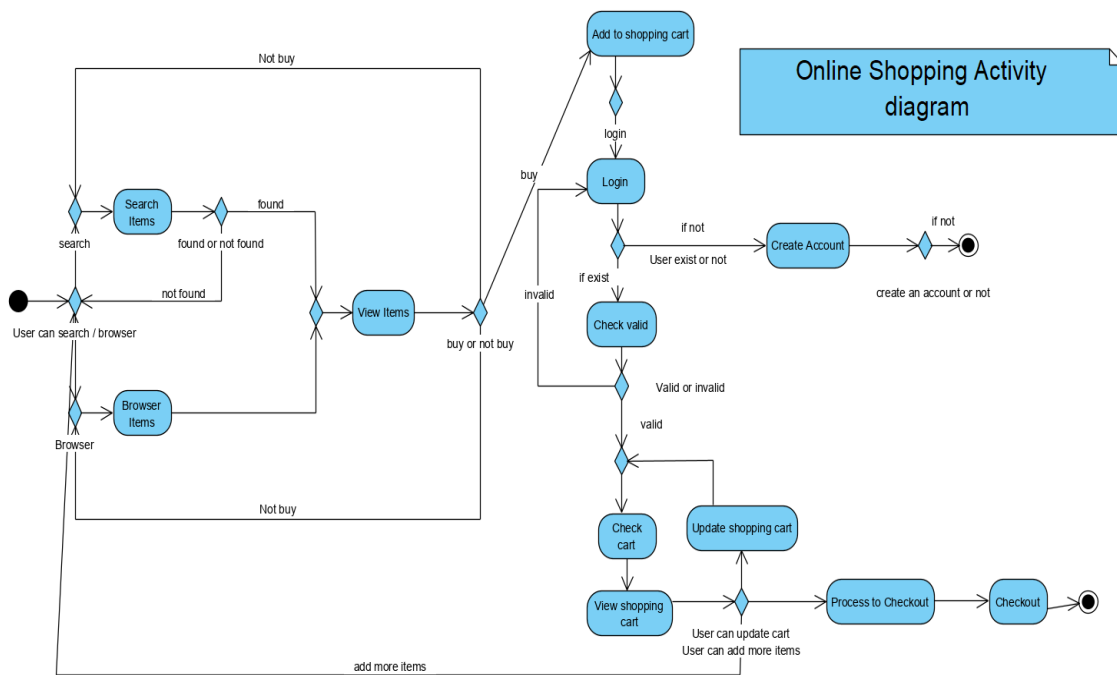 Add to shopping cart
Online Shopping Activity
diagram
Not buy
login
buy
Login
Search
Items
found
search
found or not found
if not
User exist or not
Create Account
if not
create an account or not
not found
invalid
if exist
User can search / browser
View Items
buy or not buy
Check valid
Valid or invalid
Browser
Items
Browser
valid
Not buy
Check
cart
Update shopping cart
View shopping
cart
Process to Checkout
Checkout
User can update cart
User can add more items
add more items